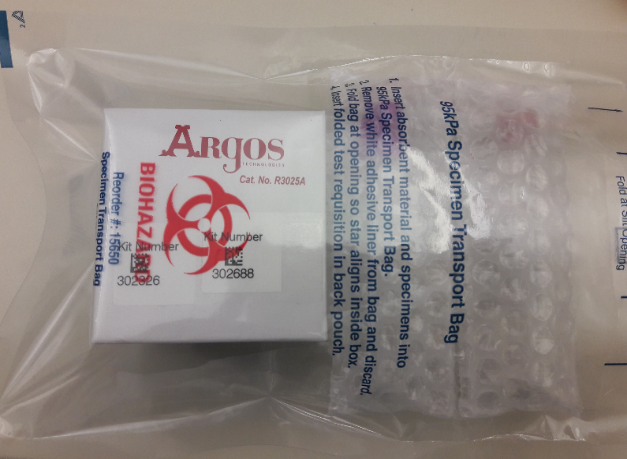 ARGOS
TECHNOLOGIES
Cat. No. R3025A
BIOHAZARD
Reorder #: 15650
Specimen Transport Bag
Kit Number
302826
Kit Number
302688
95kPa Specimen Transport Bag
1. Insert absorbent material and specimens into
95kPa Specimen Transport Bag.
2. Remove white adhesive liner from bag and discard.
3. Fold bag at opening so star aligns inside box.
4. Insert folded test requisition in back pouch.
Fold at Slit Opening